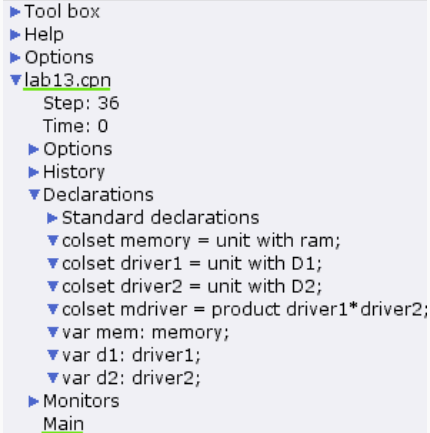 Tool box
Help
Options
lab13.cpn
Step: 36
Time: 0
Options
History
Declarations
Standard declarations
colset memory = unit with ram;
colset driver1 = unit with D1;
colset driver2 = unit with D2;
colset mdriver = product driver1*driver2;
var mem: memory;
var d1: driver1;
var d2: driver2;
Monitors
Main